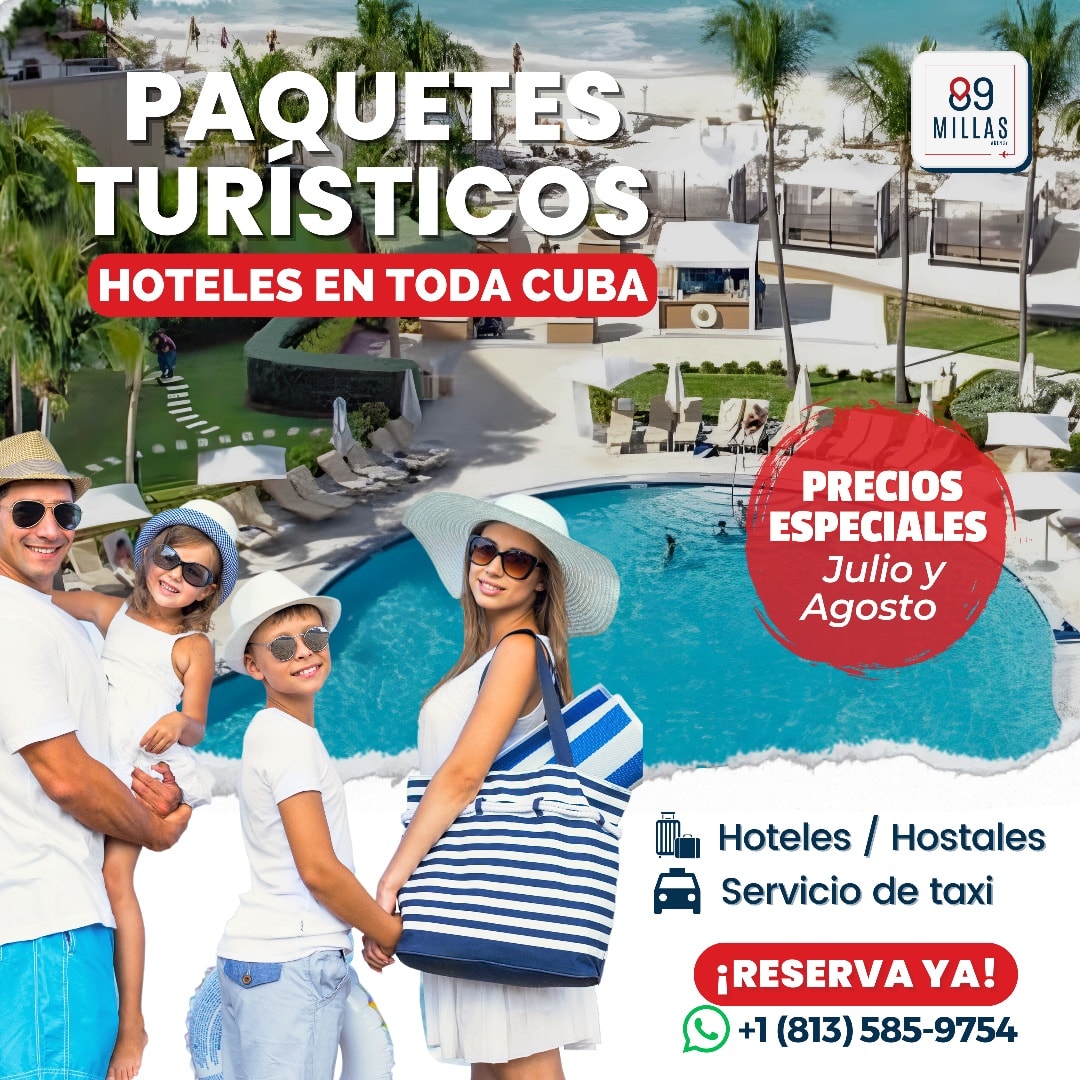 PAQUETES
TURÍSTICOS
HOTELES EN TODA CUBA
89
MILLAS
PRECIOS
ESPECIALES
Julio y
Agosto
Hoteles / Hostales
Servicio de taxi
¡RESERVA YA!
+1 (813) 585-9754